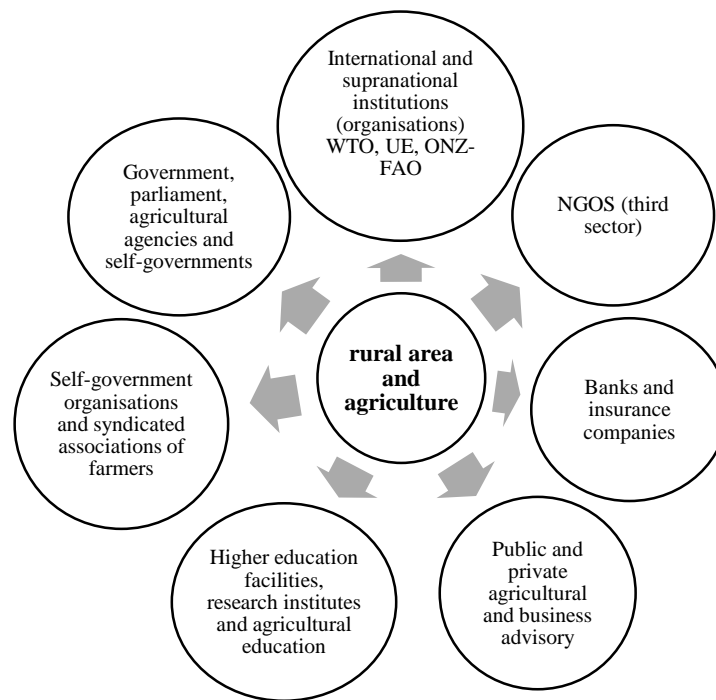 International and
supranational
institutions
(organisations)
WTO, UE, ONZ-
FAO
NGOS (third
sector)
Banks and
insurance
companies
Public and
private
agricultural
and business
advisory
Higher education
facilities,
research institutes
and agricultural
education
Self-government
organisations
and syndicated
associations of
farmers
Government,
parliament,
agricultural
agencies and
self-governments
rural area
and
agriculture